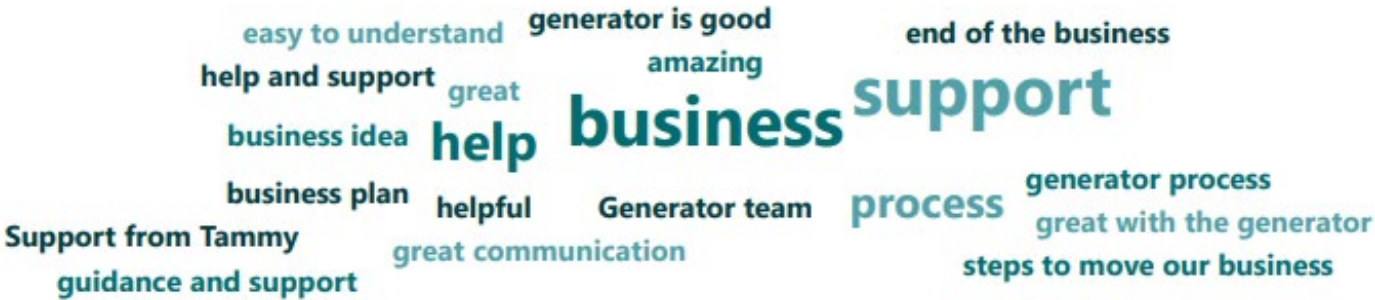 generator is good
easy to understand
end of the business
amazing
help and support
great
support
business
business idea
help
generator process
business plan
helpful
Generator team
process
great with the generator
Support from Tammy
great communication
steps to move our business
guidance and support